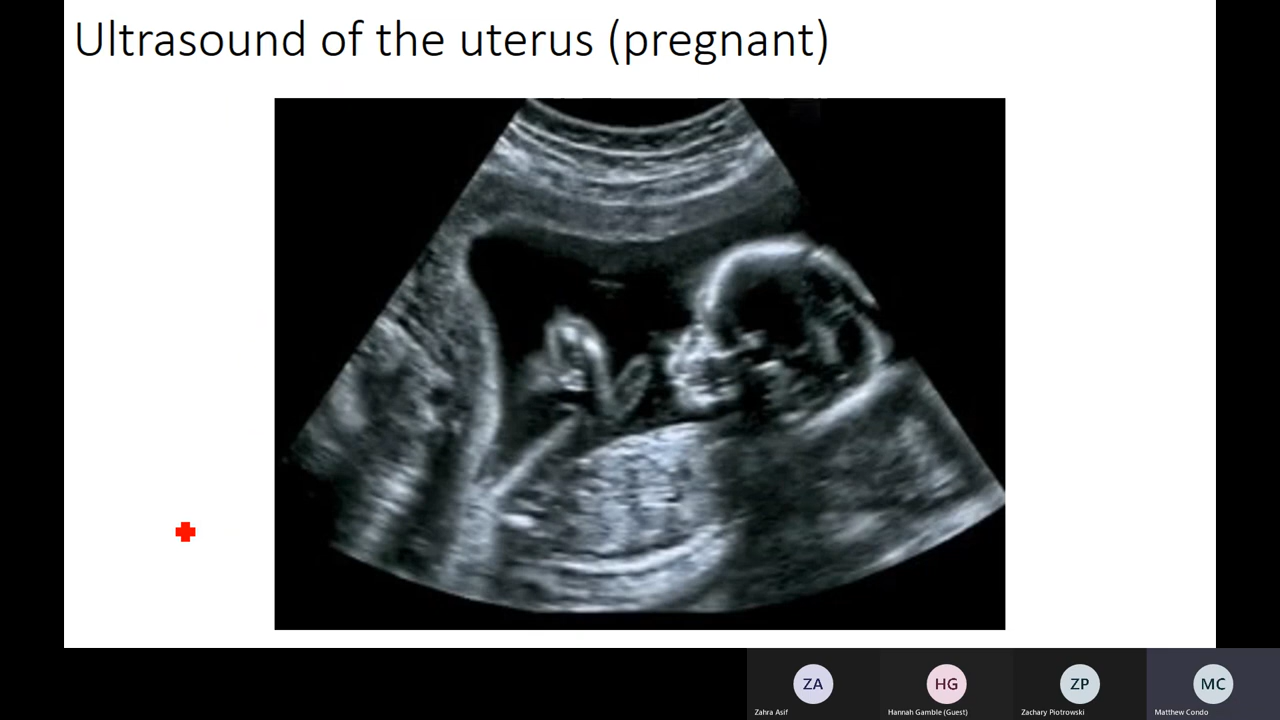 Ultrasound of the uterus (pregnant)
ZA
HG
ZP
MC
Zahra Asif
Hannah Gamble (Guest)
Zachary Piotrowski
Matthew Condo